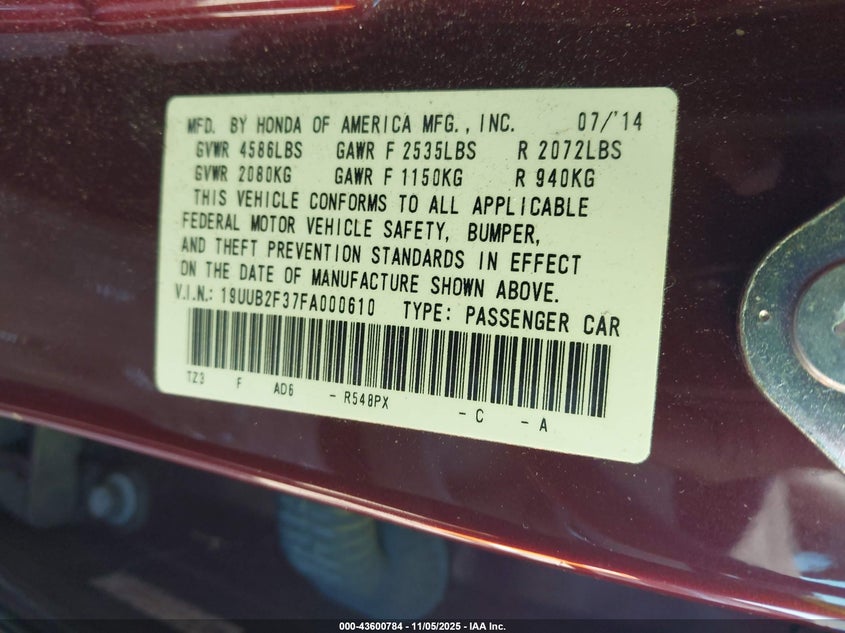 MFD. BY HONDA OF AMERICA MFG., INC. 07/'14
GVWR 4586LBS GAWR F 2535LBS R 2072LBS
GVWR 2080KG GAWR F 1150KG R 940KG
THIS VEHICLE CONFORMS TO ALL APPLICABLE
FEDERAL MOTOR VEHICLE SAFETY, BUMPER,
AND THEFT PREVENTION STANDARDS IN EFFECT
ON THE DATE OF MANUFACTURE SHOWN ABOVE.
V.I.N.: 19UUB2F37FA000610 TYPE: PASSENGER CAR
TZ3 F AD6 - R548PX - C - A
000-43600784 - 11/05/2025 - IAA Inc.